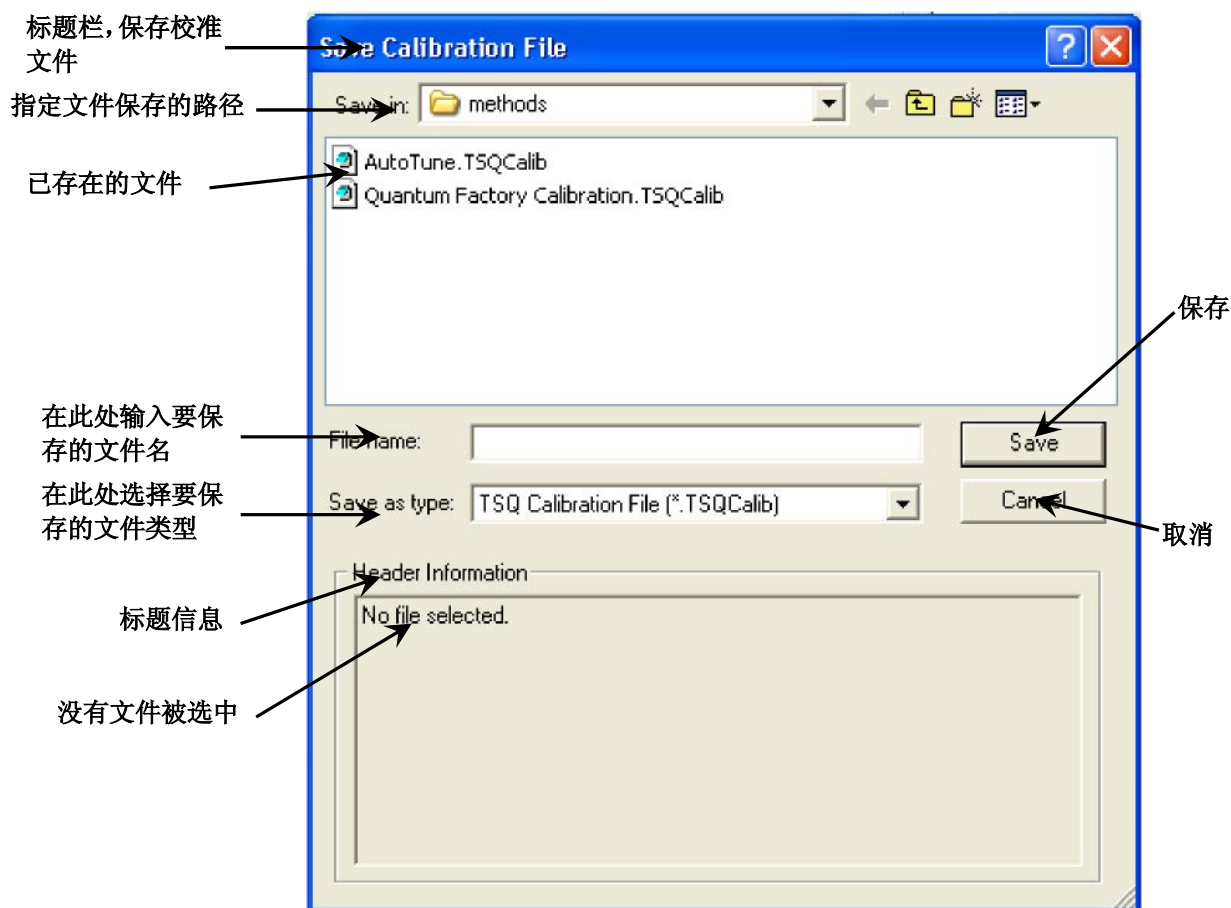 标题栏，保存校准
文件
Save Calibration File
指定文件保存的路径
Save in:
methods
已存在的文件
AutoTune.TSQCalib
Quantum Factory Calibration.TSQCalib
保存
在此处输入要保
存的文件名
File name:
Save
在此处选择要保
存的文件类型
Save as type:
TSQ Calibration File (*.TSQCalib)
Cancel
取消
Header Information
标题信息
No file selected.
没有文件被选中